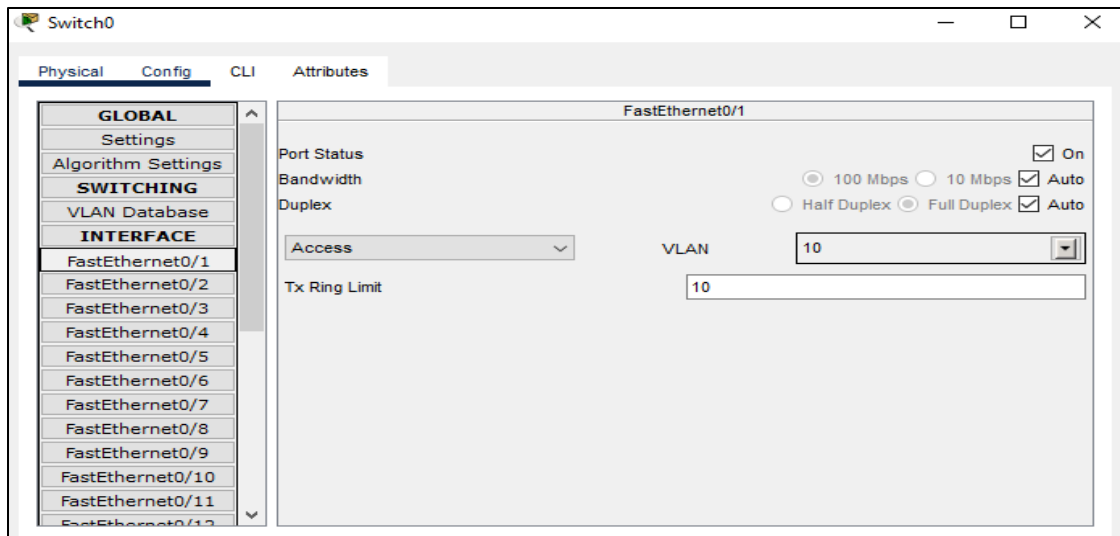 Switch0
Physical Config CLI Attributes
GLOBAL
Settings
Algorithm Settings
SWITCHING
VLAN Database
INTERFACE
FastEthernet0/1
FastEthernet0/2
FastEthernet0/3
FastEthernet0/4
FastEthernet0/5
FastEthernet0/6
FastEthernet0/7
FastEthernet0/8
FastEthernet0/9
FastEthernet0/10
FastEthernet0/11
FastEthernet0/12
FastEthernet0/1
Port Status On
Bandwidth 100 Mbps 10 Mbps Auto
Duplex Half Duplex Full Duplex Auto
Access VLAN 10
Tx Ring Limit 10